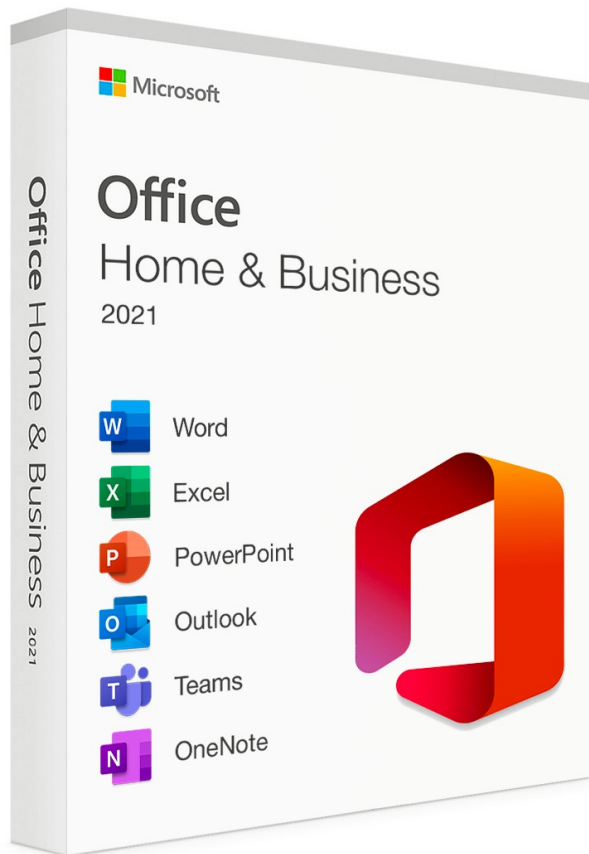 Microsoft
Office
Home & Business
2021
W Word
X Excel
P PowerPoint
O Outlook
T Teams
N OneNote
Office Home & Business 2021